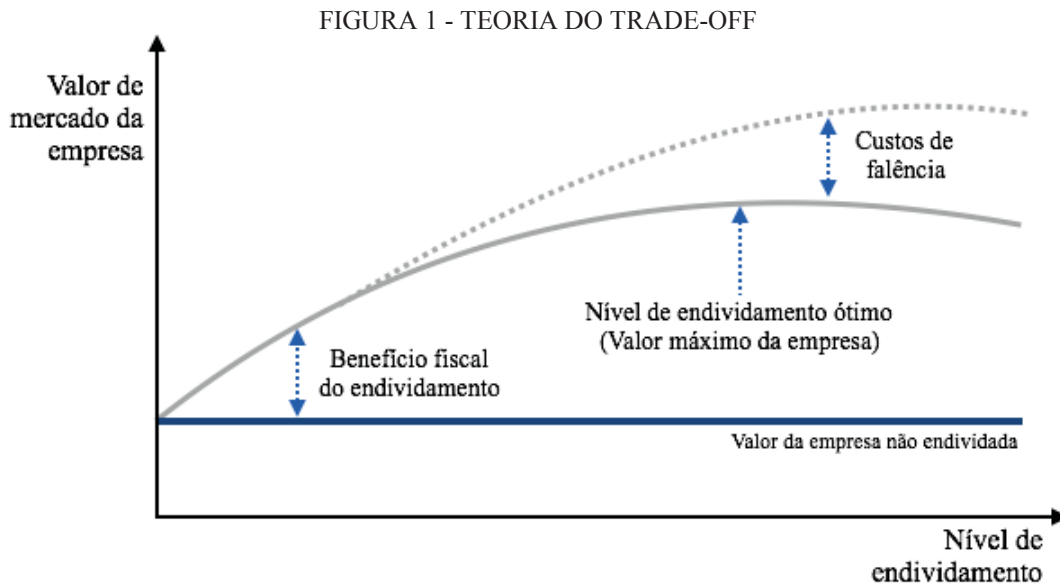 FIGURA 1 - TEORIA DO TRADE-OFF
Valor de
mercado da
empresa
Custos de
falência
Nível de endividamento ótimo
(Valor máximo da empresa)
Benefício fiscal
do endividamento
Valor da empresa não endividada
Nível de
endividamento